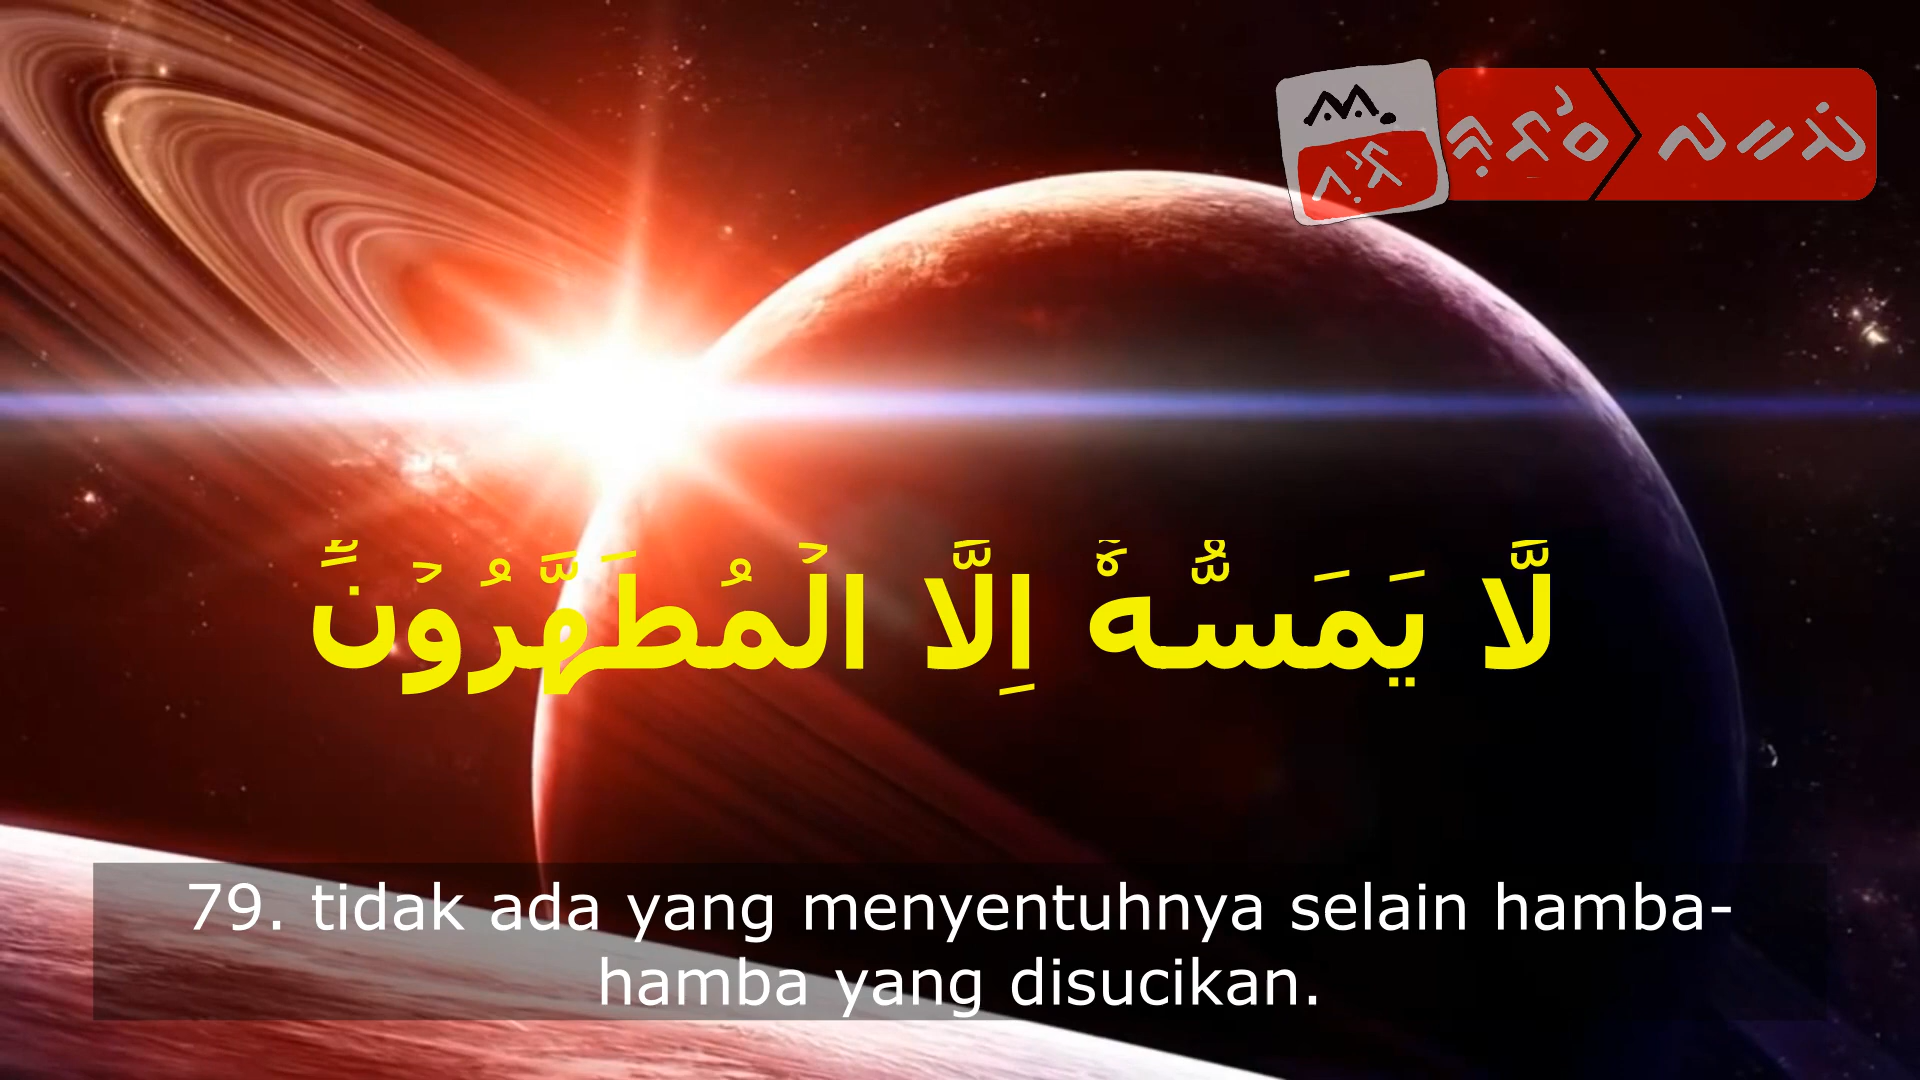 لَّا يَمَسُّهٗٓ اِلَّا الۡمُطَهَّرُوۡنَؕ
79. tidak ada yang menyentuhnya selain hamba-
hamba yang disucikan.